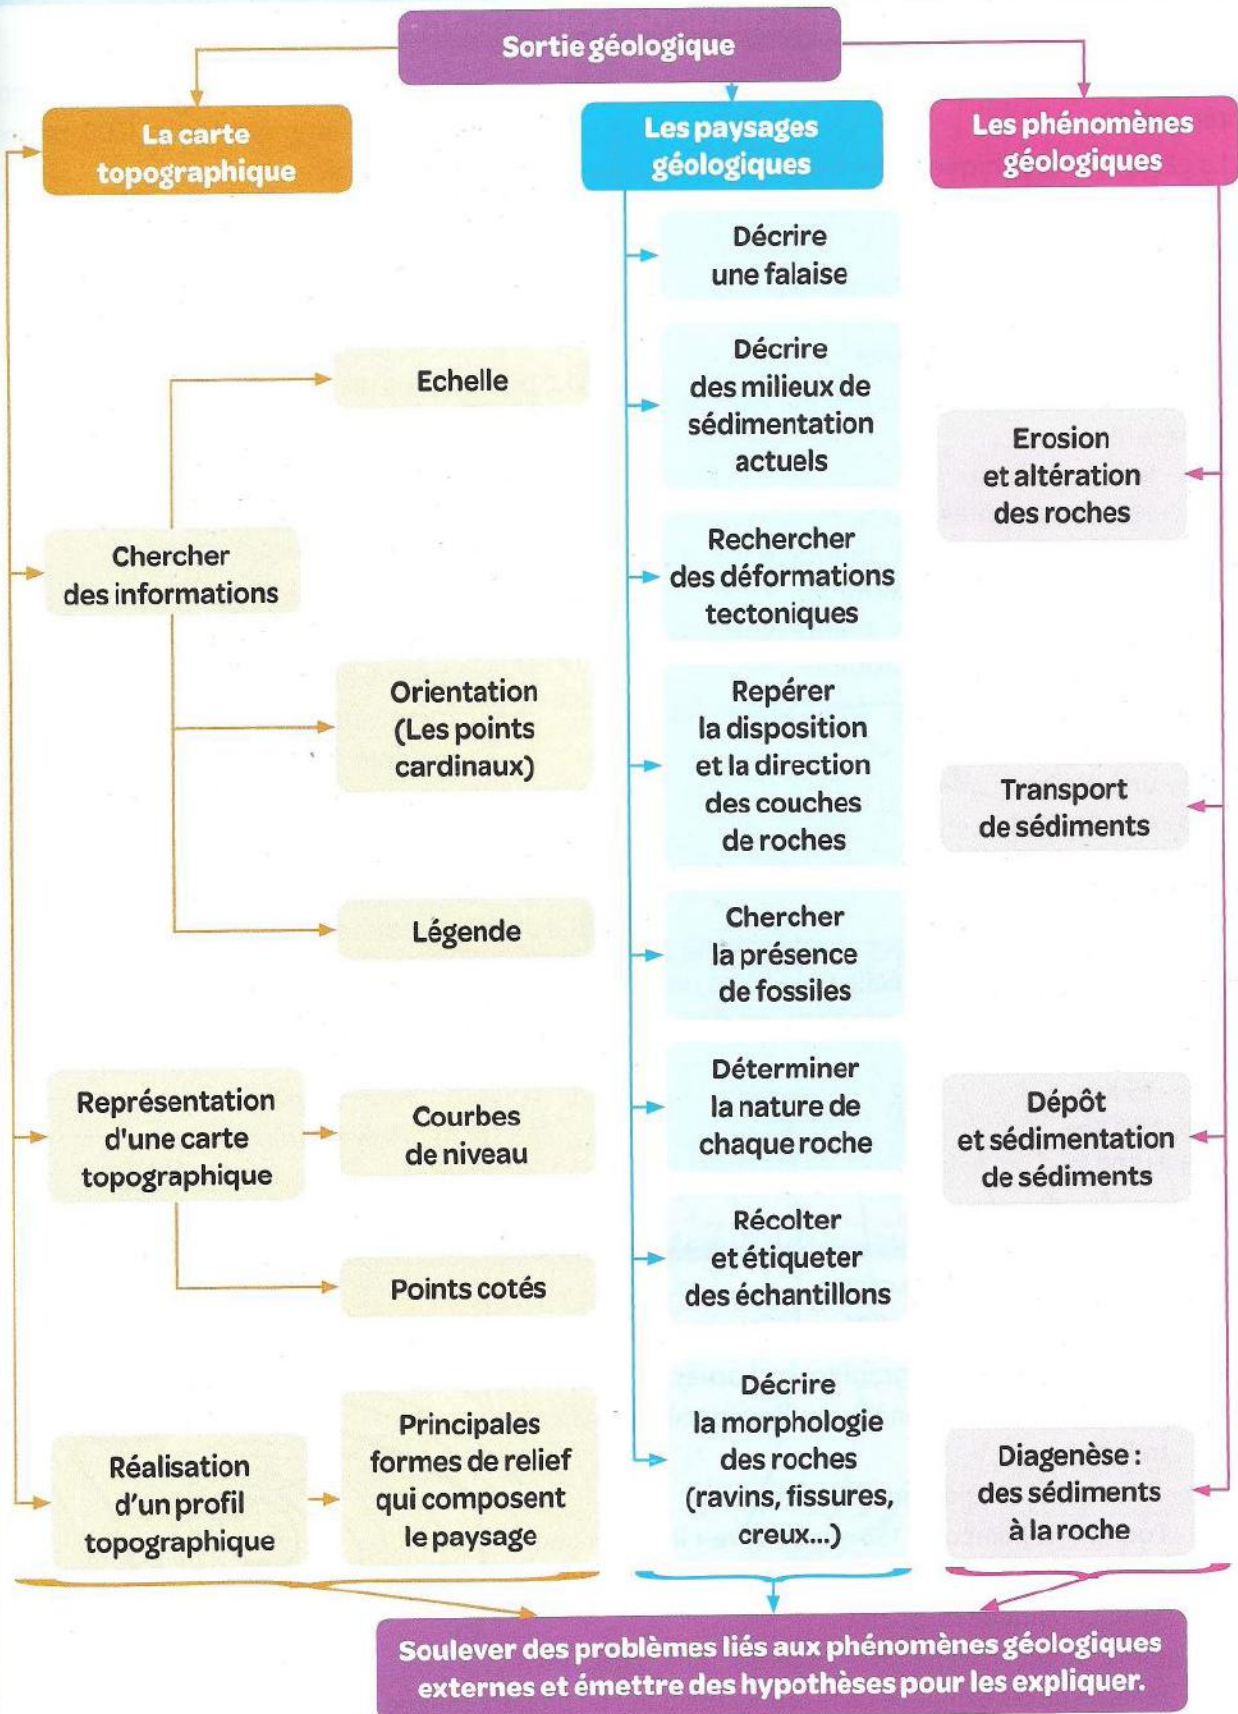 Sortie géologique
La carte
topographique
Les paysages
géologiques
Les phénomènes
géologiques
Chercher
des informations
Echelle
Orientation
(Les points
cardinaux)
Légende
Représentation
d'une carte
topographique
Courbes
de niveau
Points cotés
Réalisation
d'un profil
topographique
Principales
formes de relief
qui composent
le paysage
Décrire
une falaise
Décrire
des milieux de
sédimentation
actuels
Rechercher
des déformations
tectoniques
Repérer
la disposition
et la direction
des couches
de roches
Chercher
la présence
de fossiles
Déterminer
la nature de
chaque roche
Récolter
et étiqueter
des échantillons
Décrire
la morphologie
des roches
(ravins, fissures,
creux...)
Erosion
et altération
des roches
Transport
de sédiments
Dépôt
et sédimentation
de sédiments
Diagenèse :
des sédiments
à la roche
Soulever des problèmes liés aux phénomènes géologiques
externes et émettre des hypothèses pour les expliquer.